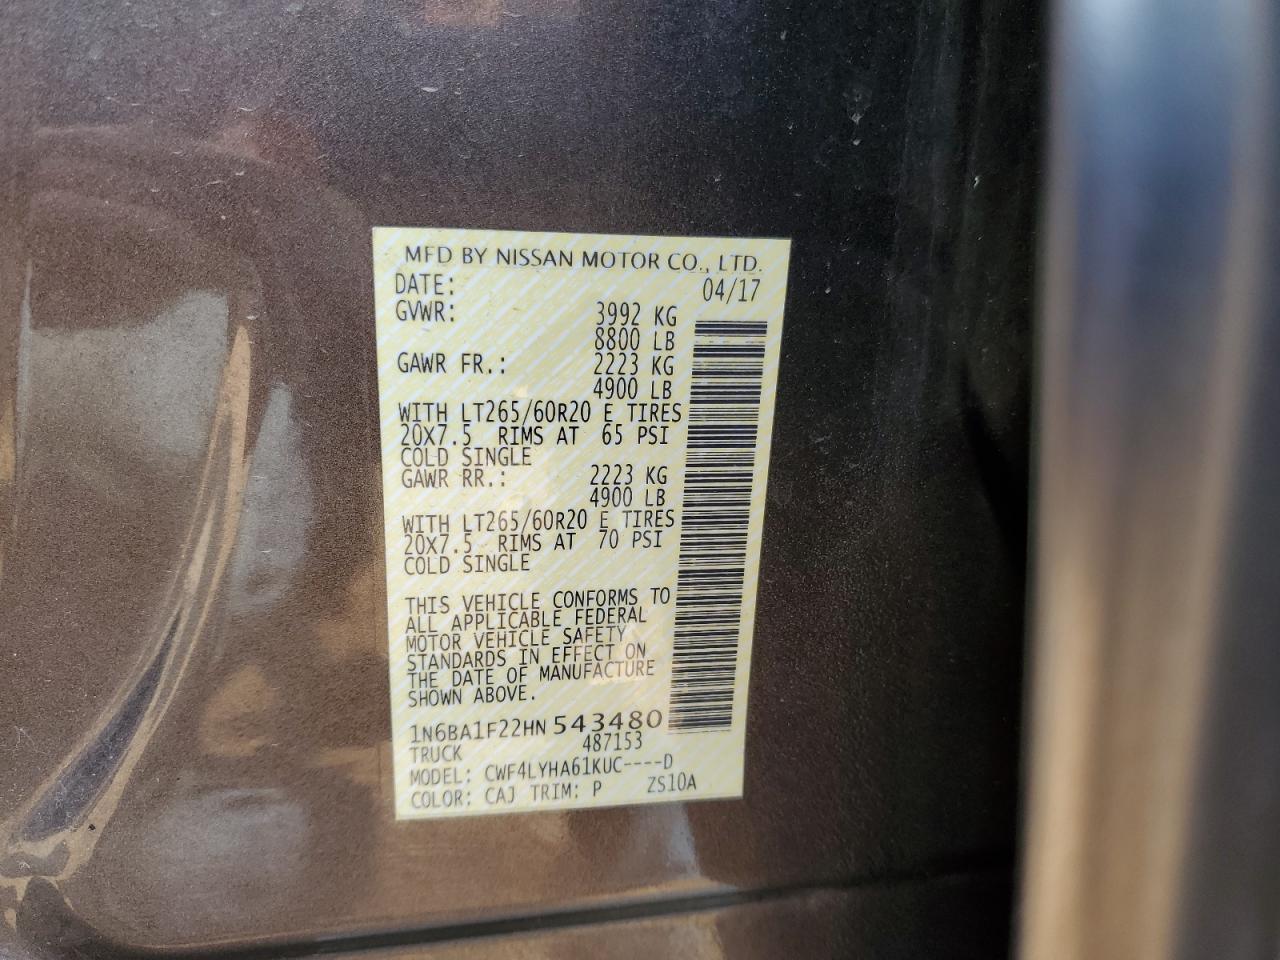 MFD BY NISSAN MOTOR CO., LTD.
DATE: 04/17
GVWR: 3992 KG
8800 LB
GAWR FR.: 2223 KG
4900 LB
WITH LT265/60R20 E TIRES
20X7.5 RIMS AT 65 PSI
COLD SINGLE
GAWR RR.: 2223 KG
4900 LB
WITH LT265/60R20 E TIRES
20X7.5 RIMS AT 70 PSI
COLD SINGLE
THIS VEHICLE CONFORMS TO
ALL APPLICABLE FEDERAL
MOTOR VEHICLE SAFETY
STANDARDS IN EFFECT ON
THE DATE OF MANUFACTURE
SHOWN ABOVE.
1N6BA1F22HN543480
TRUCK 487153
MODEL: CWF4LYHA61KUC----D
COLOR: CAJ TRIM: P ZS10A